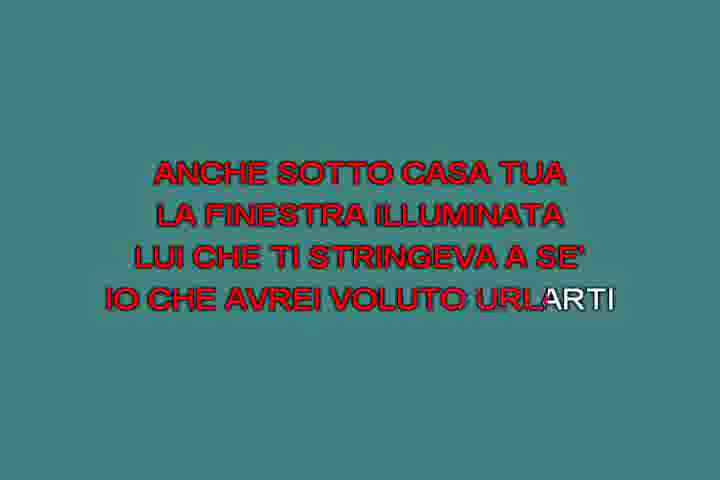 ANCHE SOTTO CASA TUA
LA FINESTRA ILLUMINATA
LUI CHE TI STRINGEVA A SE'
IO CHE AVREI VOLUTO URLARTI